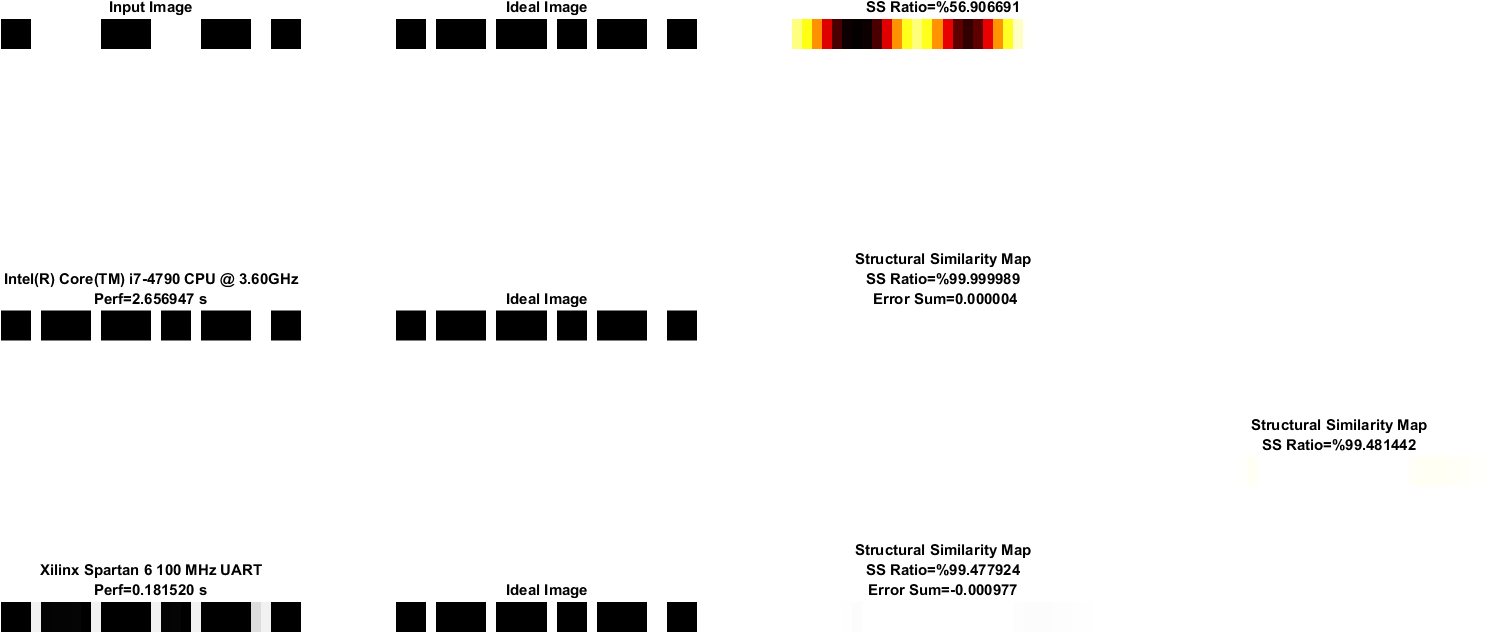 Input Image
Ideal Image
SS Ratio=%56.906691
Intel(R) Core(TM) i7-4790 CPU @ 3.60GHz
Perf=2.656947 s
Ideal Image
Structural Similarity Map
SS Ratio=%99.999989
Error Sum=0.000004
Structural Similarity Map
SS Ratio=%99.481442
Xilinx Spartan 6 100 MHz UART
Perf=0.181520 s
Ideal Image
Structural Similarity Map
SS Ratio=%99.477924
Error Sum=-0.000977